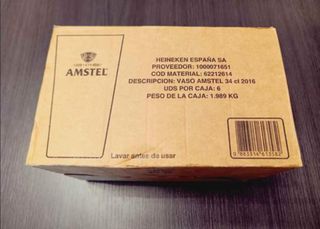 AMSTEL
HEINEKEN ESPAÑA SA
PROVEEDOR: 1000071651
COD MATERIAL: 62212614
DESCRIPCION: VASO AMSTEL 34 cl 2016
UDS POR CAJA: 6
PESO DE LA CAJA: 1.989 KG
Lavar antes de usar